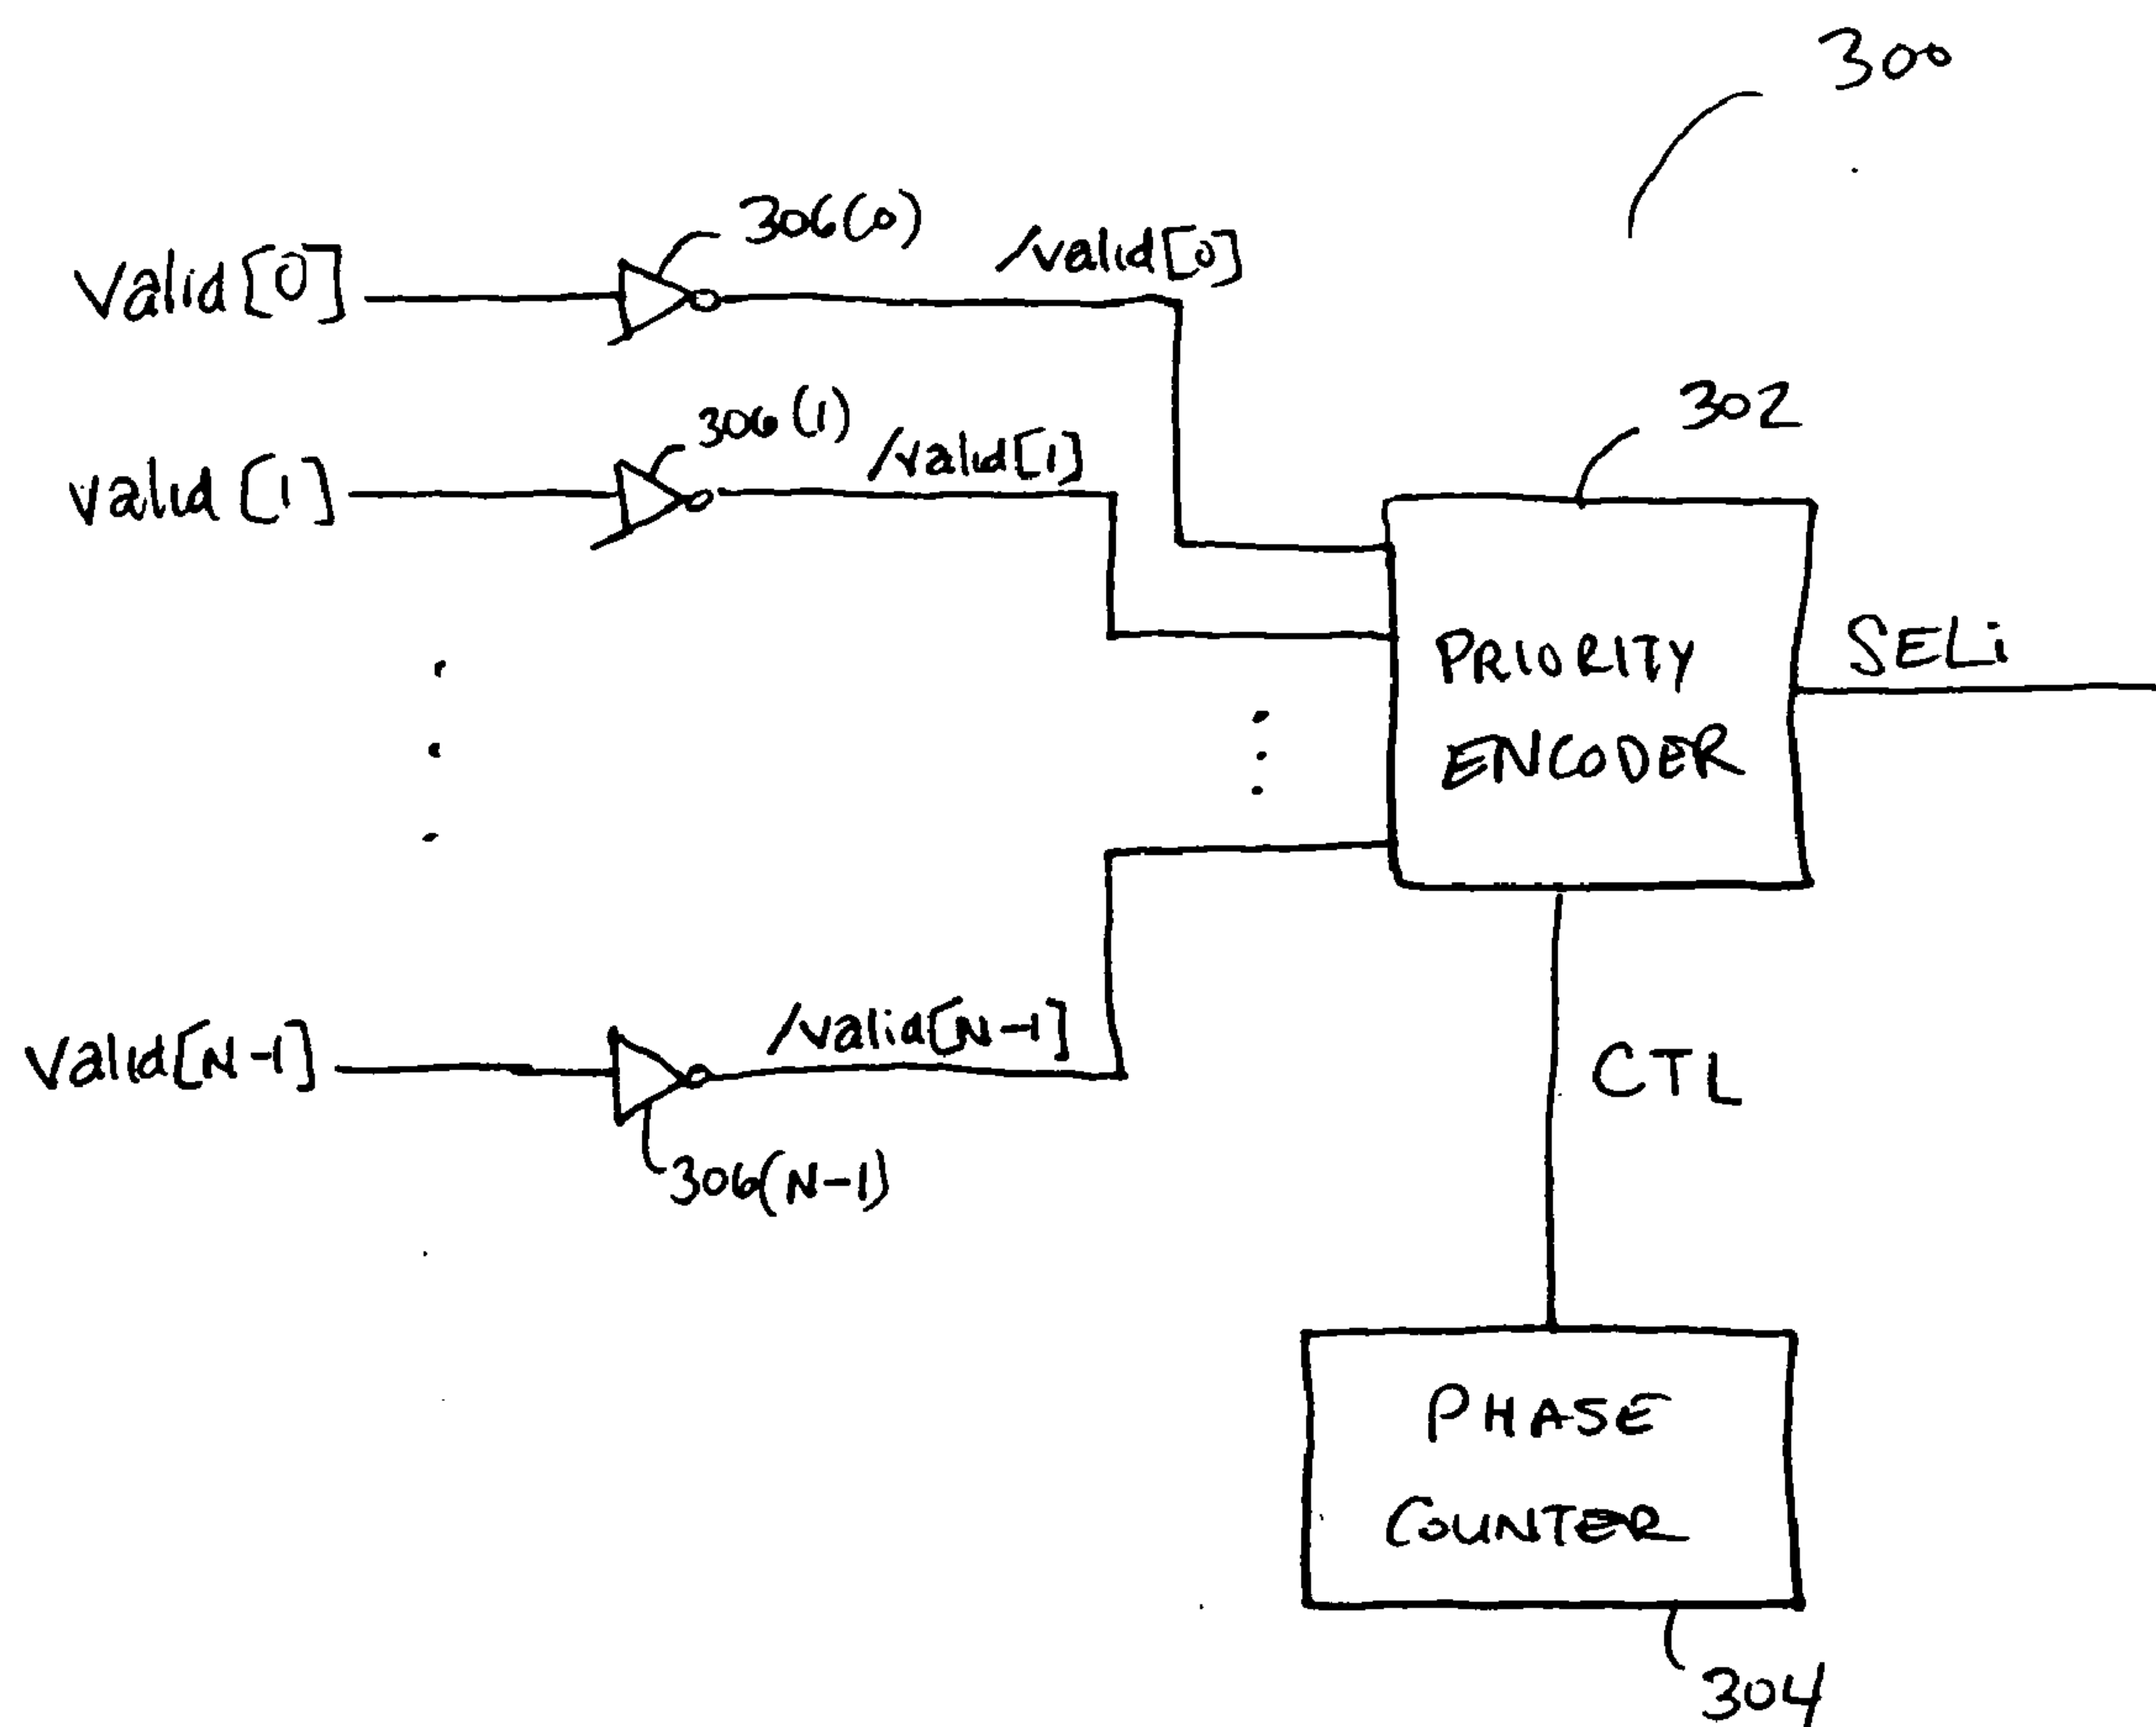 300
306(0)
/valid[0]
Valid[0]
302
306(1)
/valid[1]
valid[1]
PRIORITY
ENCODER
SELi
/valid[N-1]
valid[N-1]
CTL
306(N-1)
PHASE
COUNTER
304